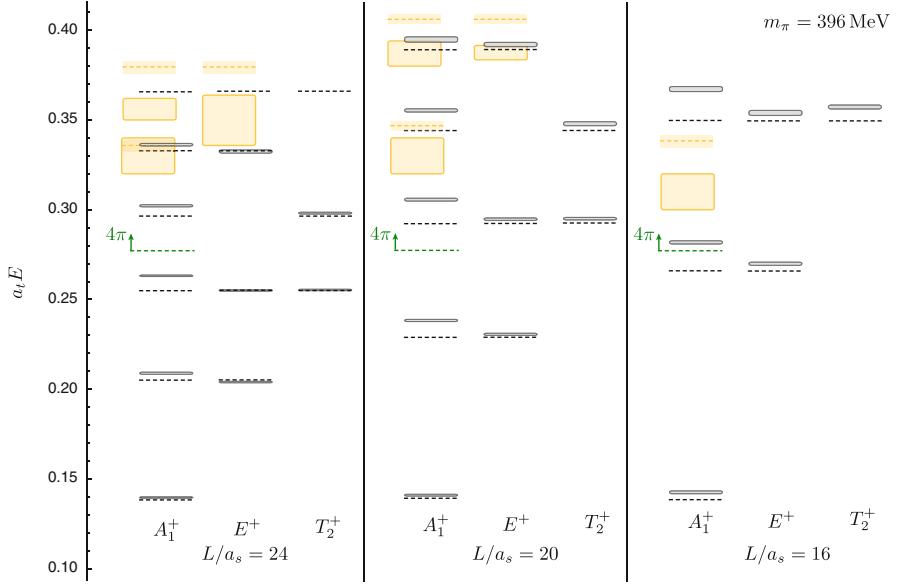 m_π = 396 MeV
0.40
0.35
0.30
0.25
0.20
0.15
0.10
a_t E
4π
4π
4π
A_1^+ E^+ T_2^+
L/a_s = 24
A_1^+ E^+ T_2^+
L/a_s = 20
A_1^+ E^+ T_2^+
L/a_s = 16